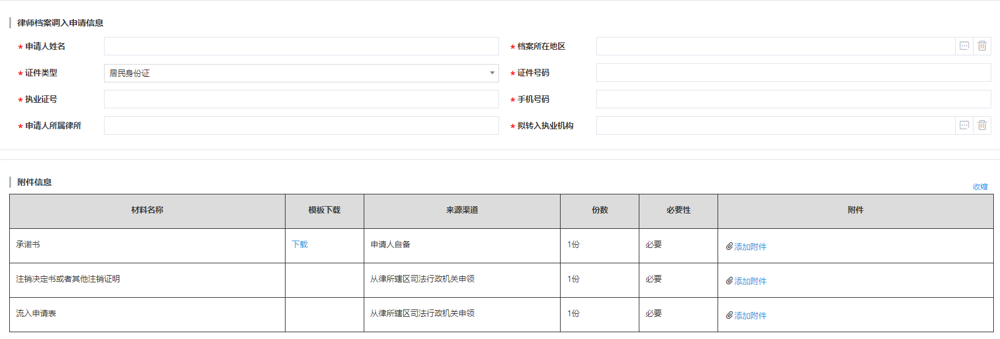 律师档案调入申请信息
* 申请人姓名
* 档案所在地区
* 证件类型 居民身份证
* 证件号码
* 执业证号
* 手机号码
* 申请人所属律所
* 拟转入执业机构
附件信息
收缩
材料名称 模板下载 来源渠道 份数 必要性 附件
承诺书 下载 申请人自备 1份 必要 添加附件
注销决定书或者其他注销证明 从律所辖区司法行政机关申领 1份 必要 添加附件
流入申请表 从律所辖区司法行政机关申领 1份 必要 添加附件